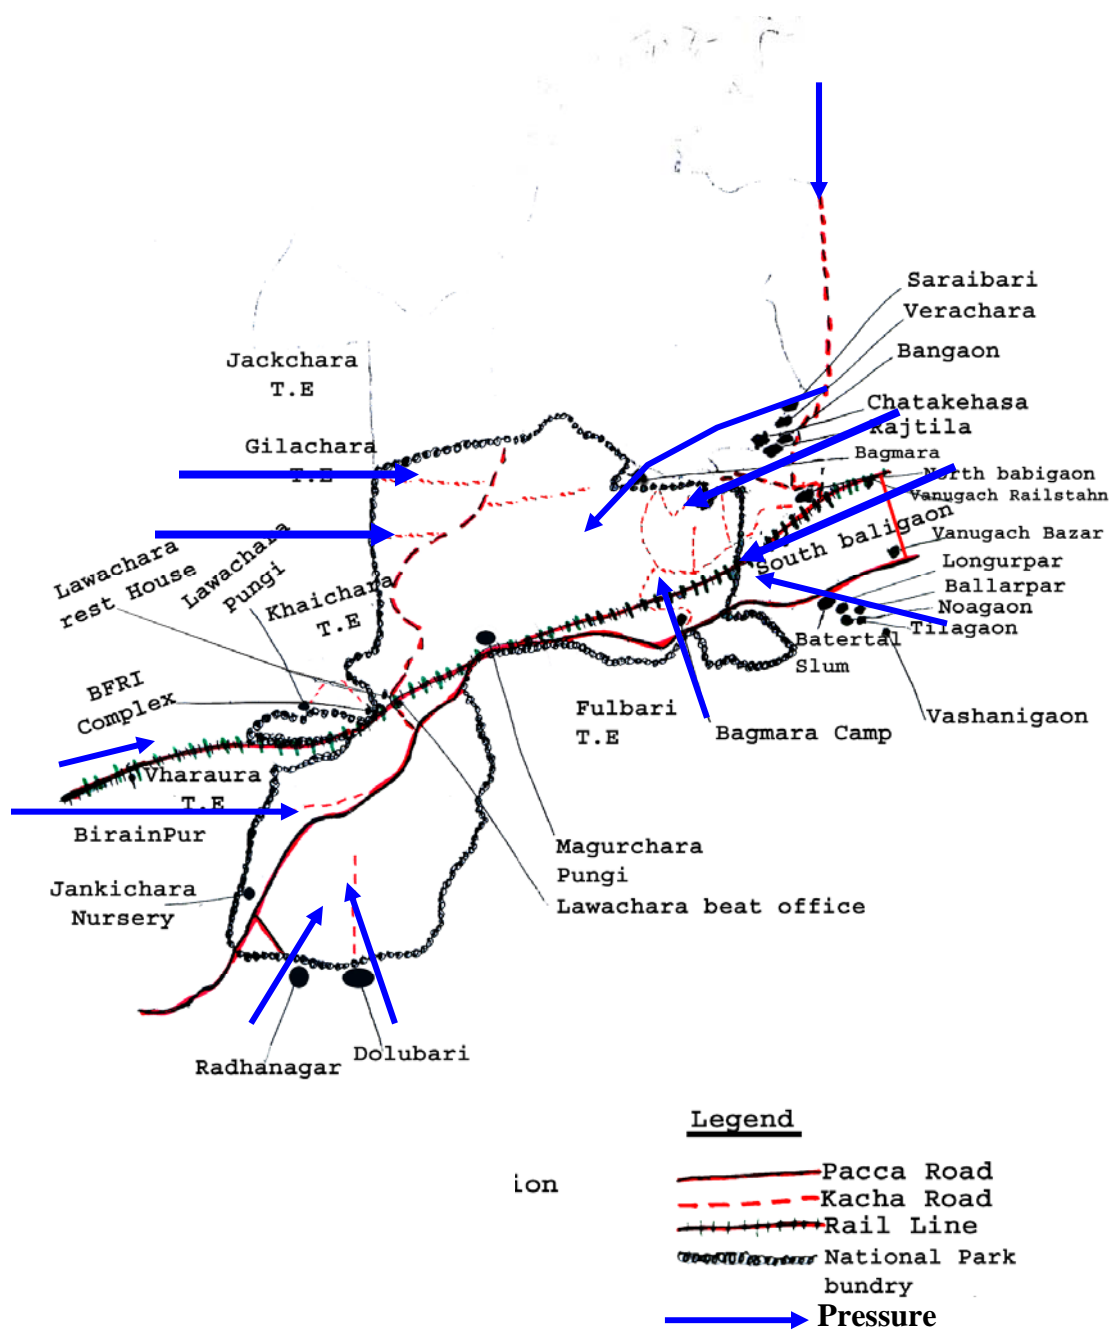 Saraibari
Verachara
Bangaon
Jackchara
T.E
Chatakehasa
Rajtila
Gilachara
T.E
Bagmara
North babigaon
Vanugach Railstahn
South baligaon
Vanugach Bazar
Lawachara
rest House
Lawachara
Pungi
Khaichara
T.E
Longurpar
Ballarpar
Noagaon
Tilagaon
Batertal
Slum
BFRI
Complex
Fulbari
T.E
Vashanigaon
Bagmara Camp
Vharaura
T.E
BirainPur
Magurchara
Pungi
Jankichara
Nursery
Lawachara beat office
Radhanagar
Dolubari
Legend
Pacca Road
ion
Kacha Road
Rail Line
National Park
bundry
Pressure